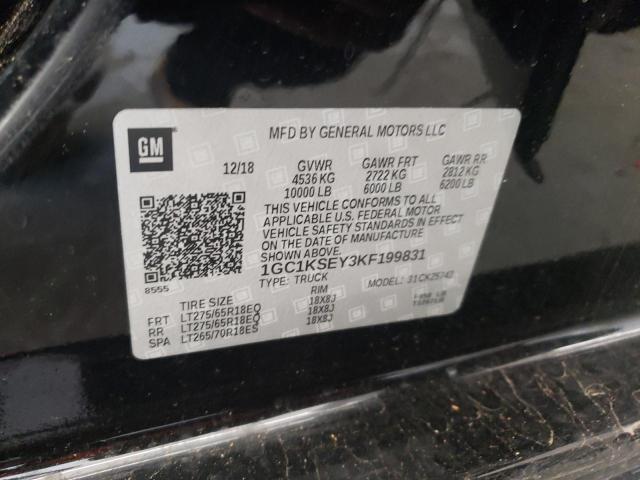 GM
MFD BY GENERAL MOTORS LLC
12/18 GVWR GAWR FRT GAWR RR
4536 KG 2722 KG 2812 KG
10000 LB 6000 LB 6200 LB
THIS VEHICLE CONFORMS TO ALL
APPLICABLE U.S. FEDERAL MOTOR
VEHICLE SAFETY STANDARDS IN EFFECT
ON THE DATE OF MANUFACTURE
SHOWN ABOVE
1GC1KSEY3KF199831
8555
TYPE: TRUCK MODEL: 31CK25743
TIRE SIZE RIM
FRT LT275/65R18EQ 18X8J
RR LT275/65R18EQ 18X8J
SPA LT265/70R18ES 18X8J